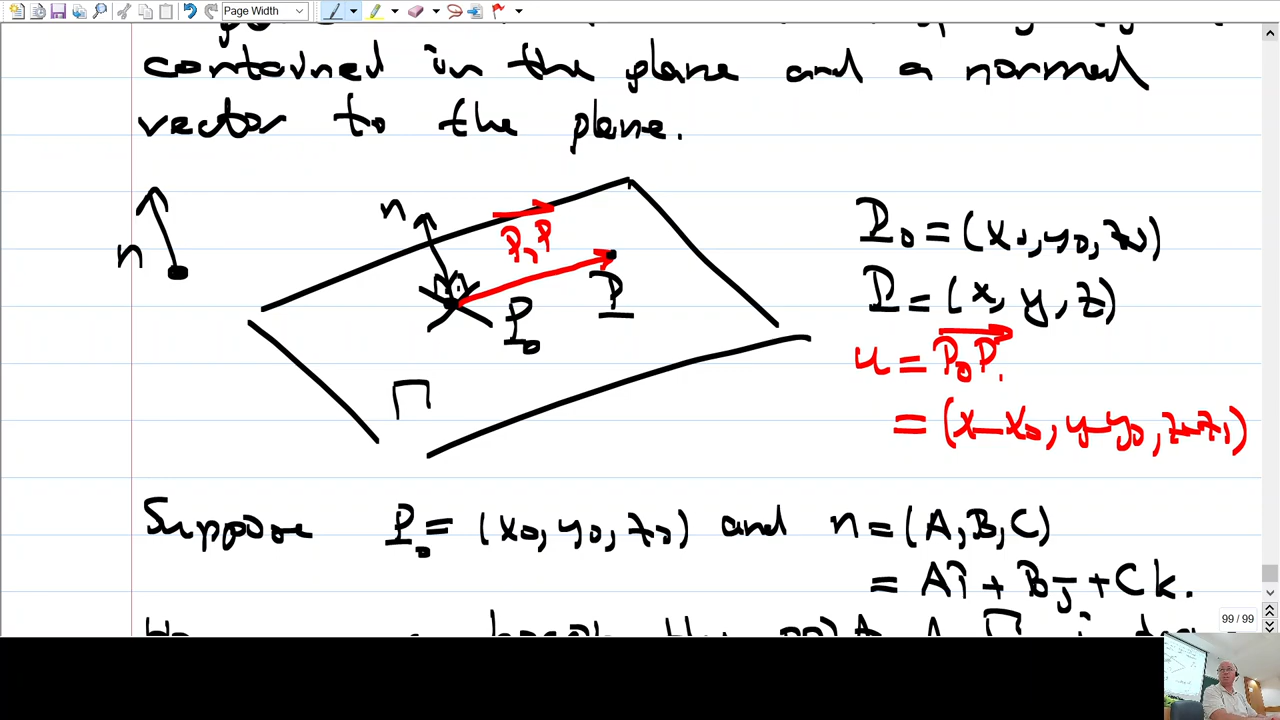 Page Width
contained in the plane and a normal
vector to the plane.
n
n
P₀P
P₀
P
Π
P₀ = (x₀, y₀, z₀)
P = (x, y, z)
u = P₀P
= (x-x₀, y-y₀, z-z₀)
Suppose P₀ = (x₀, y₀, z₀) and n = (A, B, C)
= Ai + Bj + Ck.
99 / 99